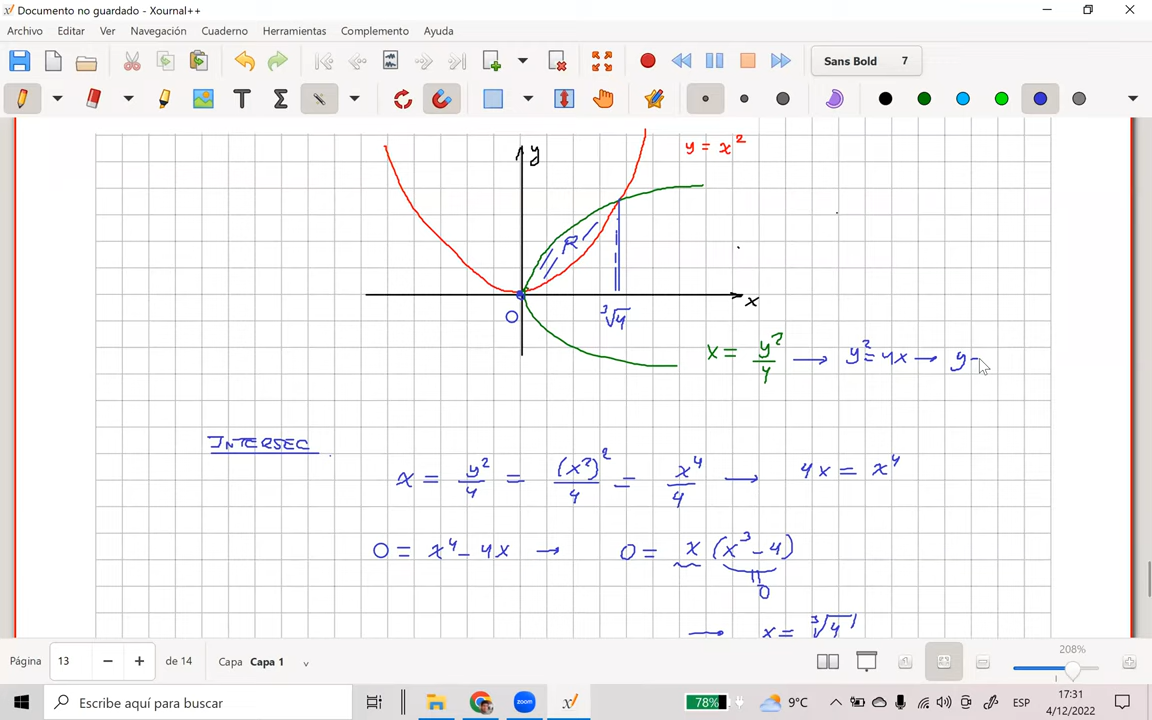 Documento no guardado - Xournal++
Archivo Editar Ver Navegación Cuaderno Herramientas Complemento Ayuda
Sans Bold 7
y
y = x²
R
O
∛4
x
x = y²/4 → y² = 4x → y -
INTERSEC
x = y²/4 = (x²)²/4 = x⁴/4 → 4x = x⁴
0 = x⁴ - 4x → 0 = x (x³ - 4)
0
→ x = ∛4
Página 13 de 14 Capa Capa 1
208%
Escribe aquí para buscar
78%
9°C
ESP
17:31
4/12/2022